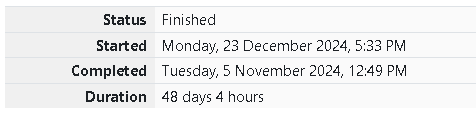 Status Finished
Started Monday, 23 December 2024, 5:33 PM
Completed Tuesday, 5 November 2024, 12:49 PM
Duration 48 days 4 hours